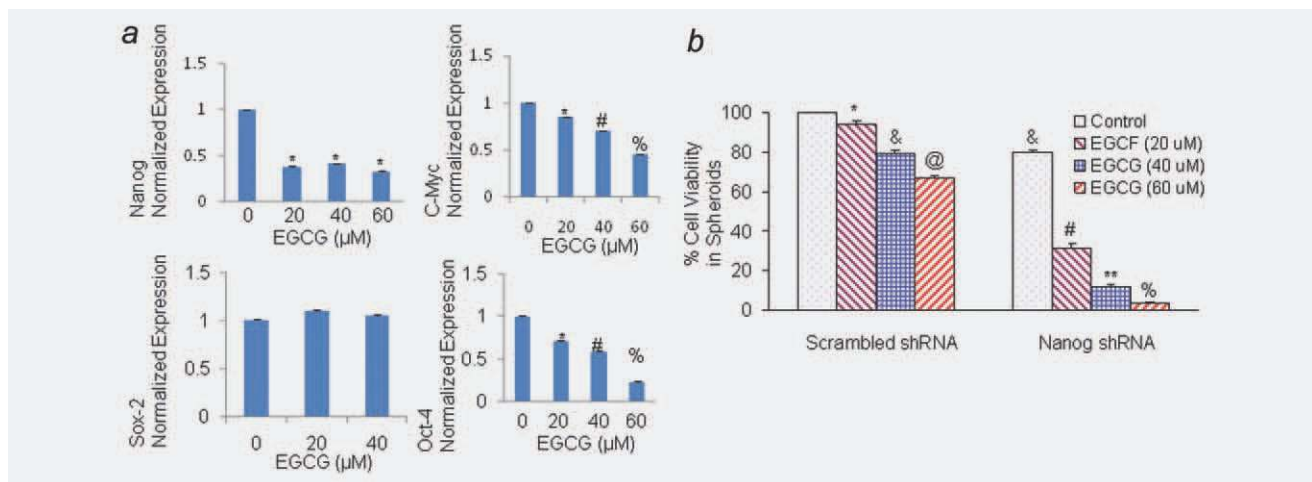 a
Nanog
Normalized Expression
1.5
1
0.5
0
*
*
*
0 20 40 60
EGCG (µM)
C-Myc
Normalized Expression
1.5
1
0.5
0
*
#
%
0 20 40 60
EGCG (µM)
Sox-2
Normalized Expression
1.5
1
0.5
0
0 20 40
EGCG (µM)
Oct-4
Normalized Expression
1.5
1
0.5
0
*
#
%
0 20 40 60
EGCG (µM)
b
% Cell Viability
in Spheroids
100
80
60
40
20
0
*
&
@
&
#
**
%
Control
EGCF (20 uM)
EGCG (40 uM)
EGCG (60 uM)
Scrambled shRNA
Nanog shRNA